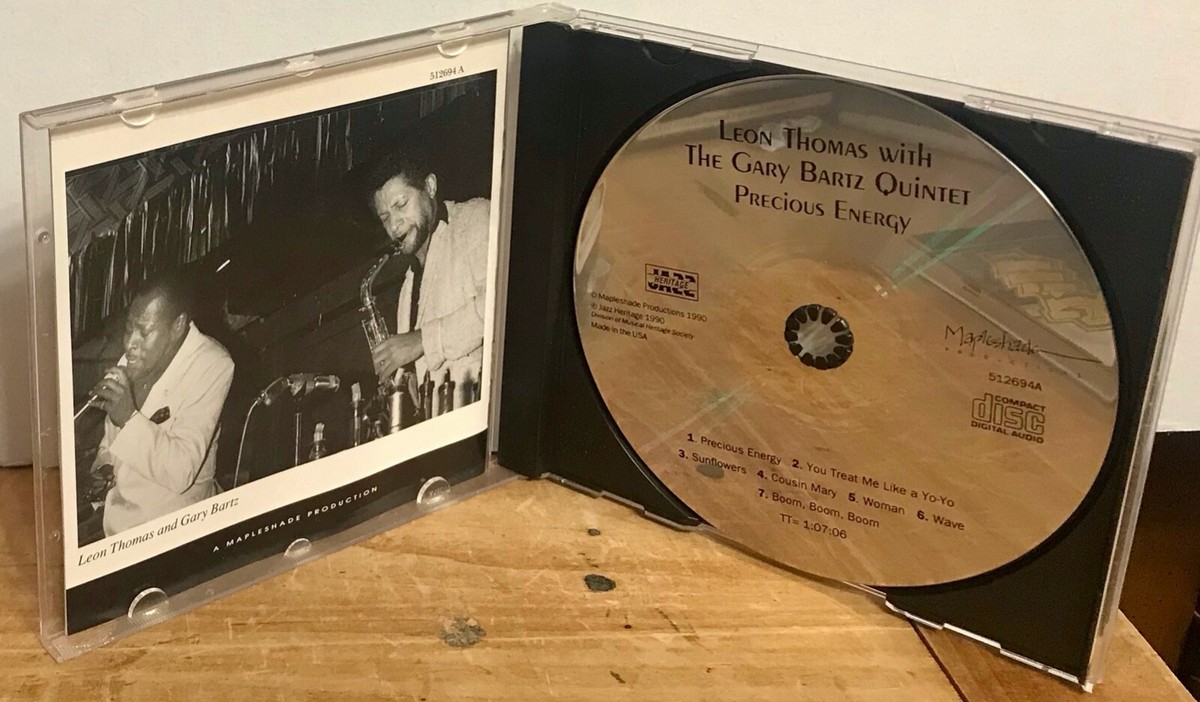 512694 A
Leon Thomas and Gary Bartz
A MAPLESHADE PRODUCTION
Leon Thomas with
The Gary Bartz Quintet
Precious Energy
JAZZ
HERITAGE
© Mapleshade Productions 1990
℗ Jazz Heritage 1990
Division of Musical Heritage Society
Made in the USA
Mapleshade
PRODUCTIONS
512694A
COMPACT
disc
DIGITAL AUDIO
1. Precious Energy 2. You Treat Me Like a Yo-Yo
3. Sunflowers 4. Cousin Mary 5. Woman 6. Wave
7. Boom, Boom, Boom
TT= 1:07:06